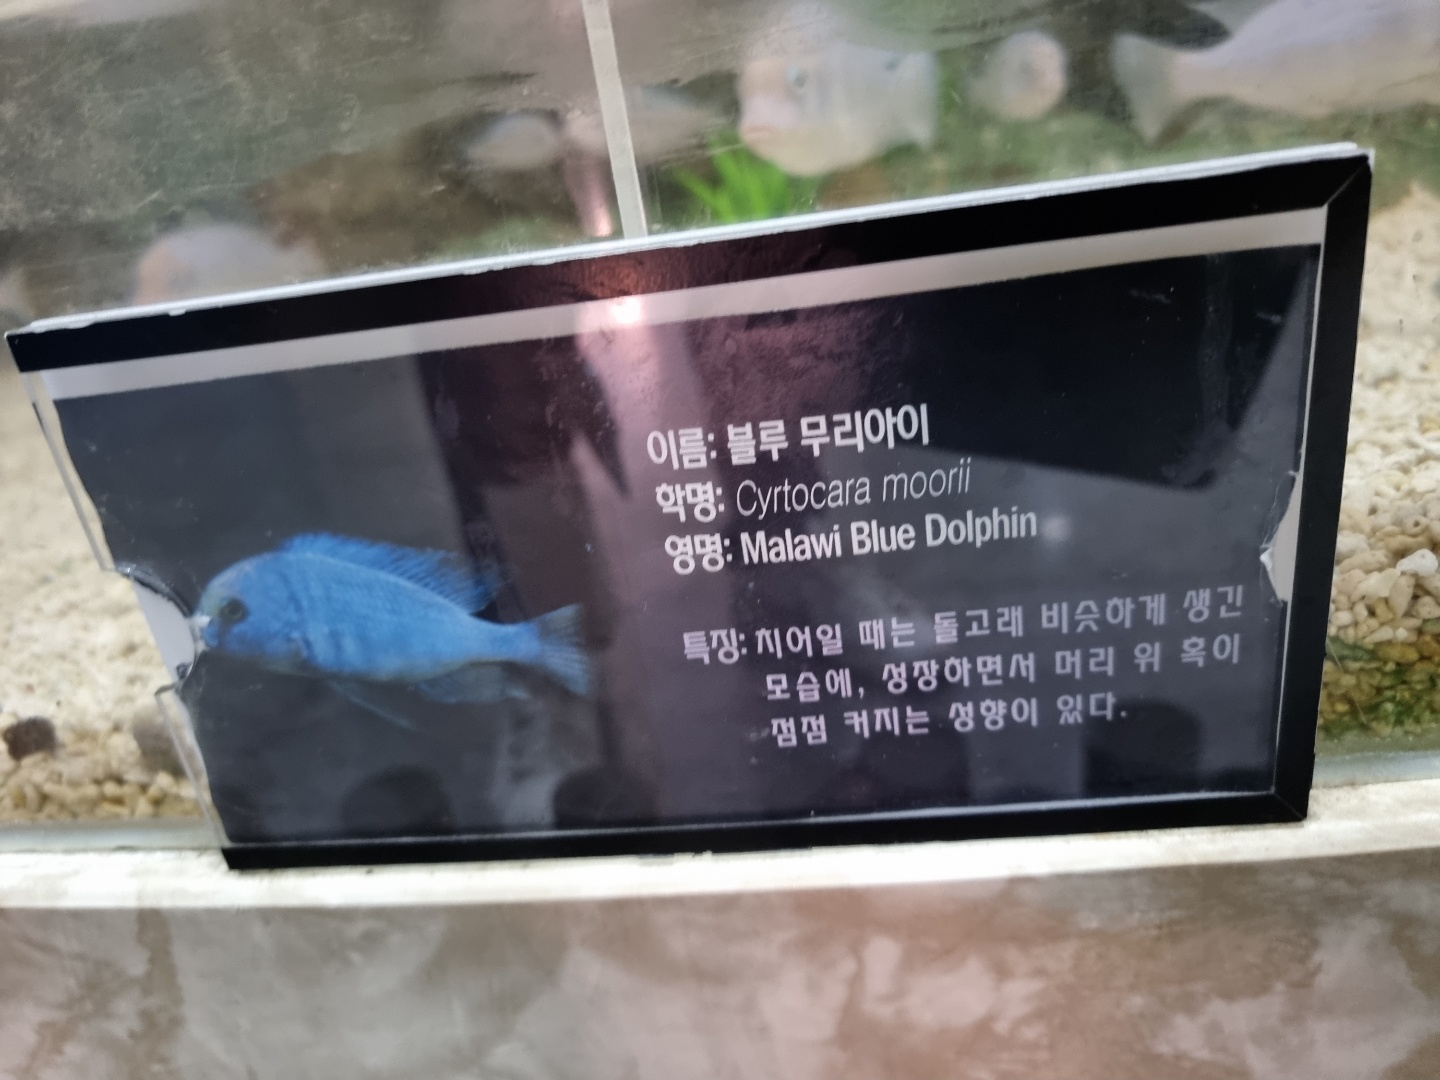 이름: 블루 무리아이
학명: Cyrtocara moorii
영명: Malawi Blue Dolphin
특징: 치어일 때는 돌고래 비슷하게 생긴
모습에, 성장하면서 머리 위 혹이
점점 커지는 성향이 있다.